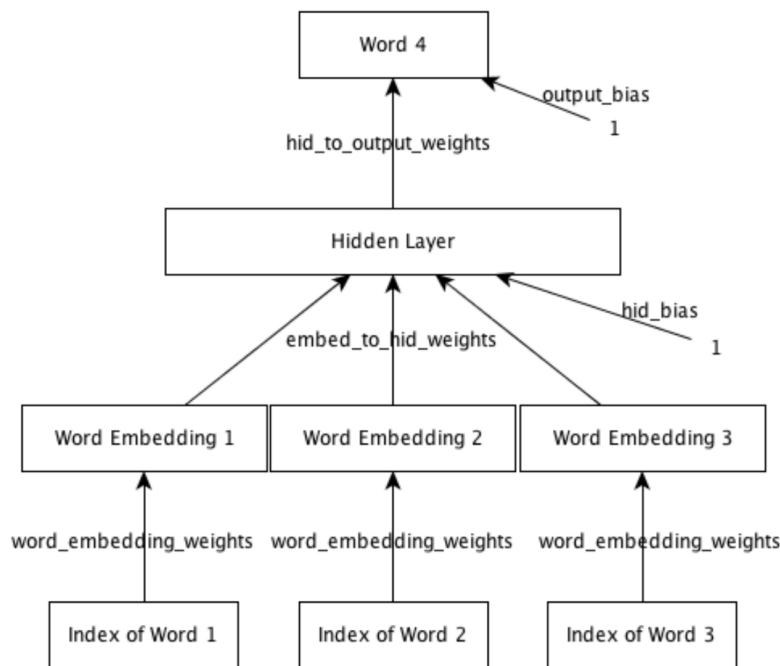 Word 4
output_bias
1
hid_to_output_weights
Hidden Layer
hid_bias
embed_to_hid_weights
1
Word Embedding 1 Word Embedding 2 Word Embedding 3
word_embedding_weights word_embedding_weights word_embedding_weights
Index of Word 1 Index of Word 2 Index of Word 3